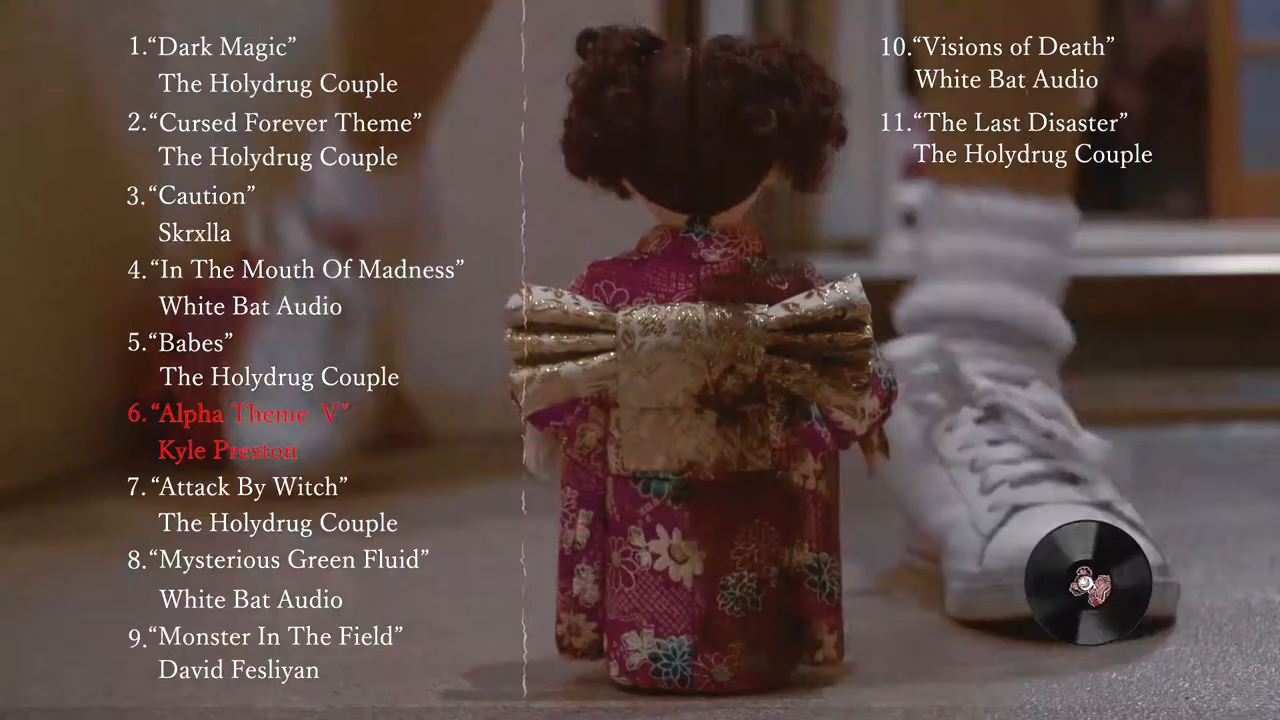 1.“Dark Magic”
The Holydrug Couple
2.“Cursed Forever Theme”
The Holydrug Couple
3. “Caution”
Skrxlla
4.“In The Mouth Of Madness”
White Bat Audio
5.“Babes”
The Holydrug Couple
6.“Alpha Theme V”
Kyle Preston
7. “Attack By Witch”
The Holydrug Couple
8.“Mysterious Green Fluid”
White Bat Audio
9.“Monster In The Field”
David Fesliyan
10.“Visions of Death”
White Bat Audio
11.“The Last Disaster”
The Holydrug Couple